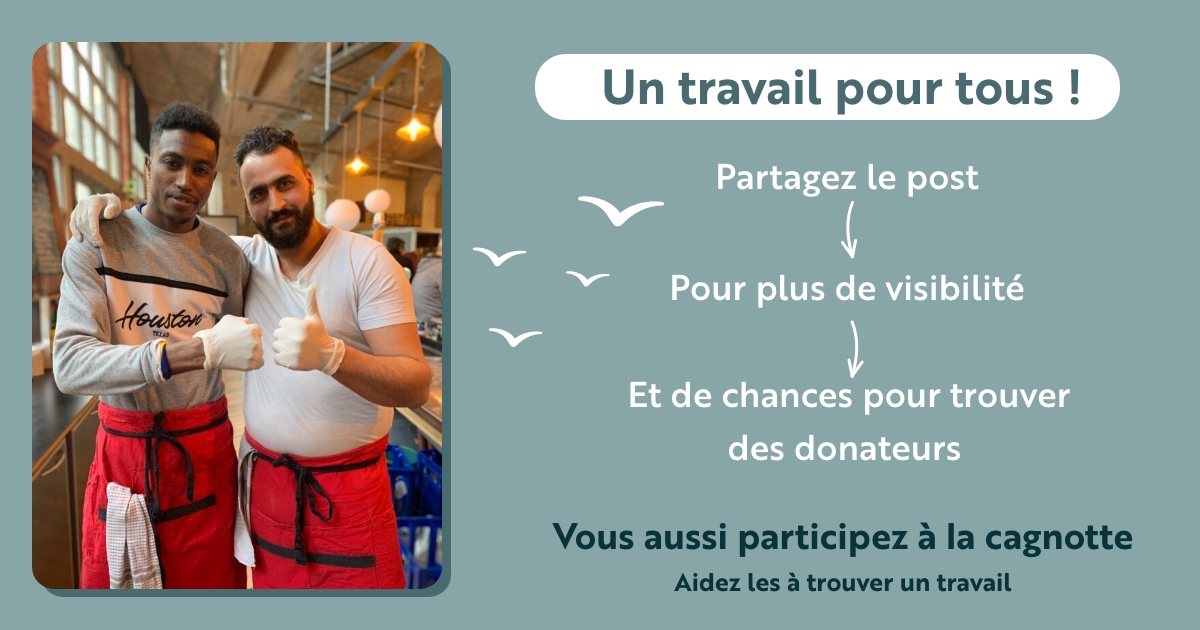 Un travail pour tous !
Partagez le post
Pour plus de visibilité
Et de chances pour trouver
des donateurs
Vous aussi participez à la cagnotte
Aidez les à trouver un travail
Houston
TEXAS